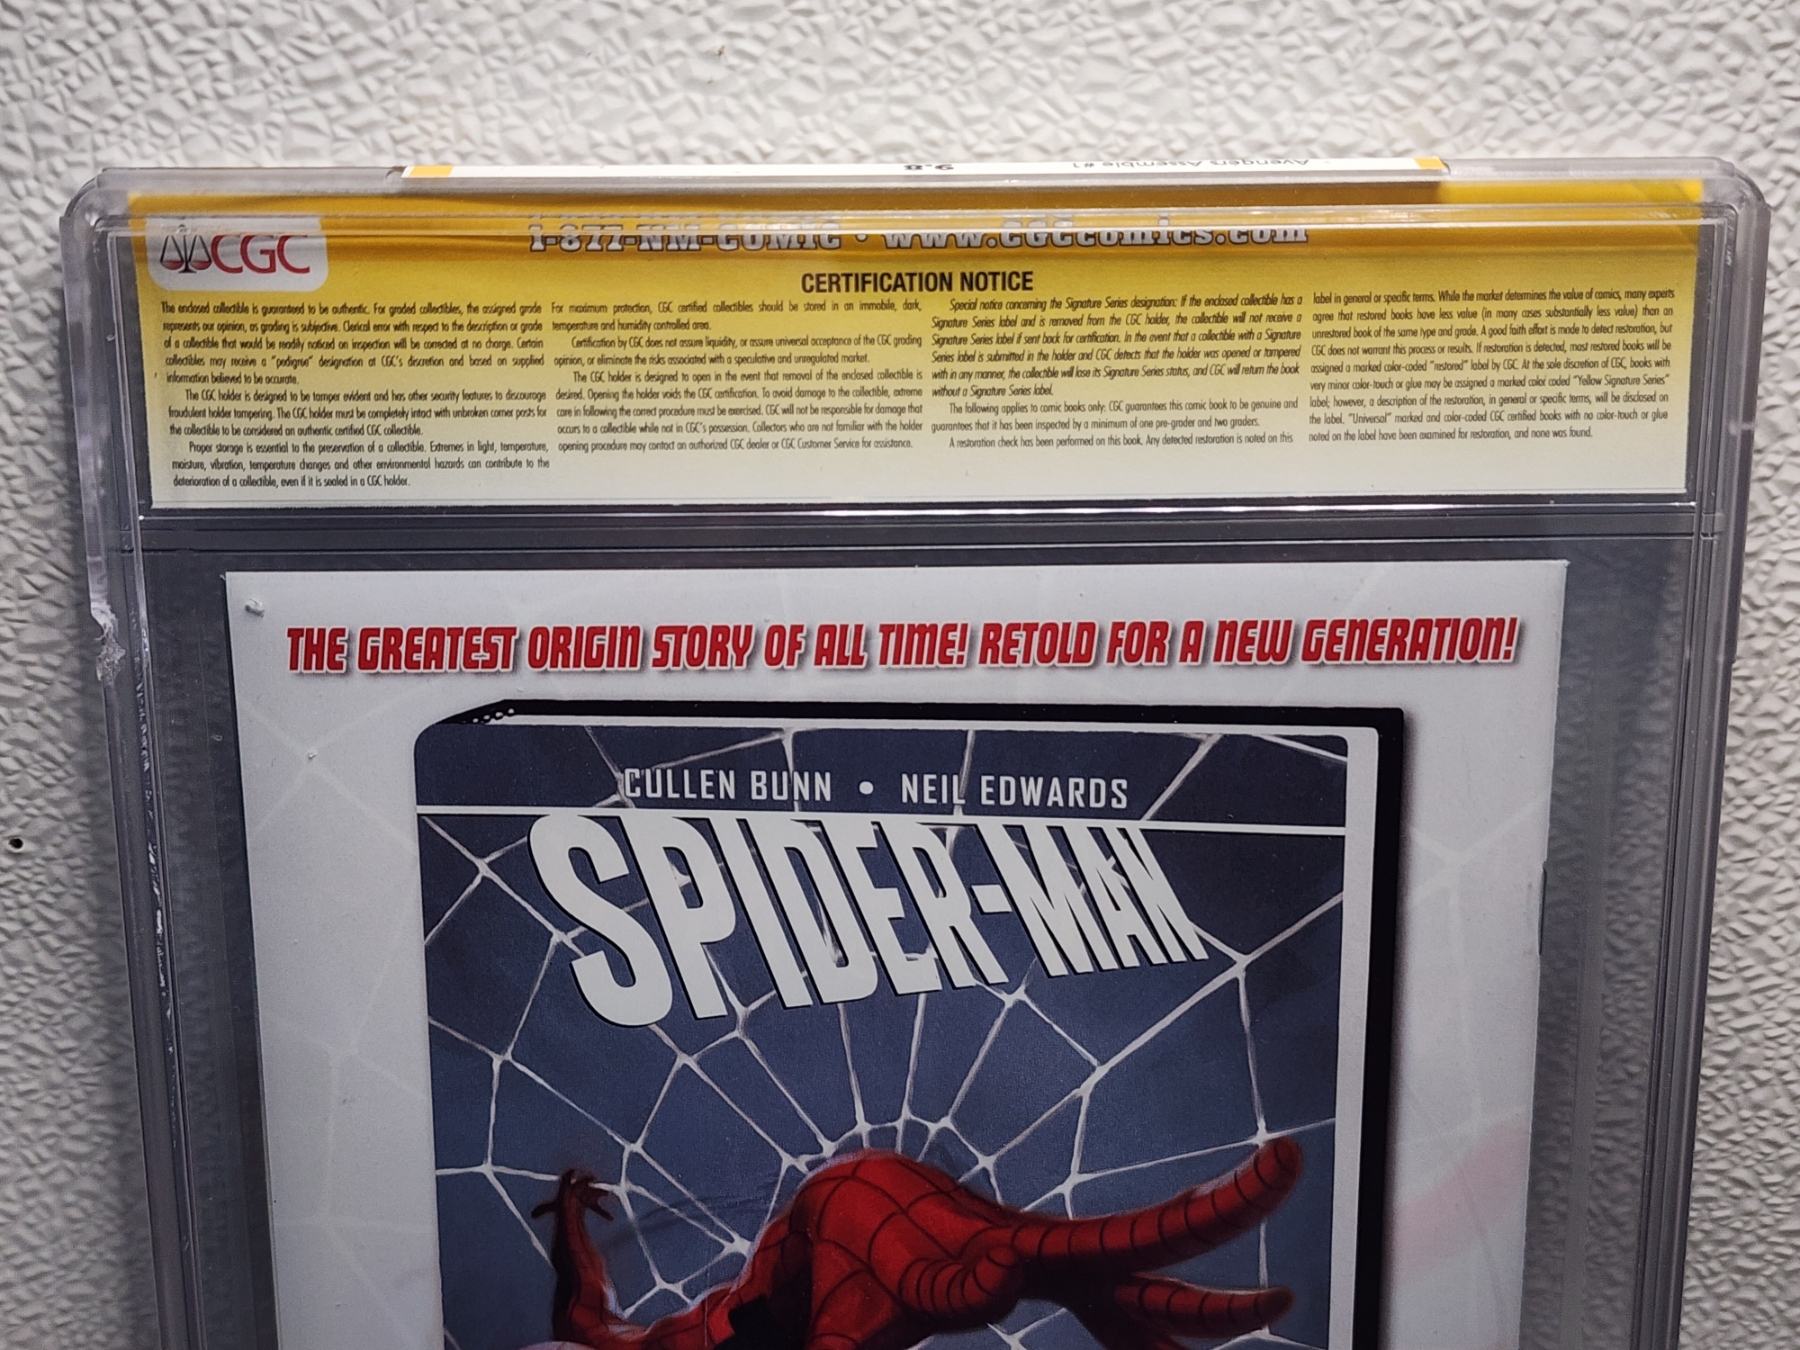 Avengers Assemble #1
9.8
CGC
1-877-NM-COMIC • www.CGCcomics.com
CERTIFICATION NOTICE
The enclosed collectible is guaranteed to be authentic. For graded collectibles, the assigned grade
represents our opinion, as grading is subjective. Clerical error with respect to the description or grade
of a collectible that would be readily noticed on inspection will be corrected at no charge. Certain
collectibles may receive a "pedigree" designation at CGC's discretion and based on supplied
information believed to be accurate.
The CGC holder is designed to be tamper evident and has other security features to discourage
fraudulent holder tampering. The CGC holder must be completely intact with unbroken corner posts for
the collectible to be considered an authentic certified CGC collectible.
Proper storage is essential to the preservation of a collectible. Extremes in light, temperature,
moisture, vibration, temperature changes and other environmental hazards can contribute to the
deterioration of a collectible, even if it is sealed in a CGC holder.
For maximum protection, CGC certified collectibles should be stored in an immobile, dark,
temperature and humidity controlled area.
Certification by CGC does not assure liquidity, or assure universal acceptance of the CGC grading
opinion, or eliminate the risks associated with a speculative and unregulated market.
The CGC holder is designed to open in the event that removal of the enclosed collectible is
desired. Opening the holder voids the CGC certification. To avoid damage to the collectible, extreme
care in following the correct procedure must be exercised. CGC will not be responsible for damage that
occurs to a collectible while not in CGC's possession. Collectors who are not familiar with the holder
opening procedure may contact an authorized CGC dealer or CGC Customer Service for assistance.
Special notice concerning the Signature Series designation: If the enclosed collectible has a
Signature Series label and is removed from the CGC holder, the collectible will not receive a
Signature Series label if sent back for certification. In the event that a collectible with a Signature
Series label is submitted in the holder and CGC detects that the holder was opened or tampered
with in any manner, the collectible will lose its Signature Series status, and CGC will return the book
without a Signature Series label.
The following applies to comic books only: CGC guarantees this comic book to be genuine and
guarantees that it has been inspected by a minimum of one pre-grader and two graders.
A restoration check has been performed on this book. Any detected restoration is noted on this
label in general or specific terms. While the market determines the value of comics, many experts
agree that restored books have less value (in many cases substantially less value) than an
unrestored book of the same type and grade. A good faith effort is made to detect restoration, but
CGC does not warrant this process or results. If restoration is detected, most restored books will be
assigned a marked color-coded "restored" label by CGC. At the sole discretion of CGC, books with
very minor color-touch or glue may be assigned a marked color coded "Yellow Signature Series"
label; however, a description of the restoration, in general or specific terms, will be disclosed on
the label. "Universal" marked and color-coded CGC certified books with no color-touch or glue
noted on the label have been examined for restoration, and none was found.
THE GREATEST ORIGIN STORY OF ALL TIME! RETOLD FOR A NEW GENERATION!
CULLEN BUNN • NEIL EDWARDS
SPIDER-MAN